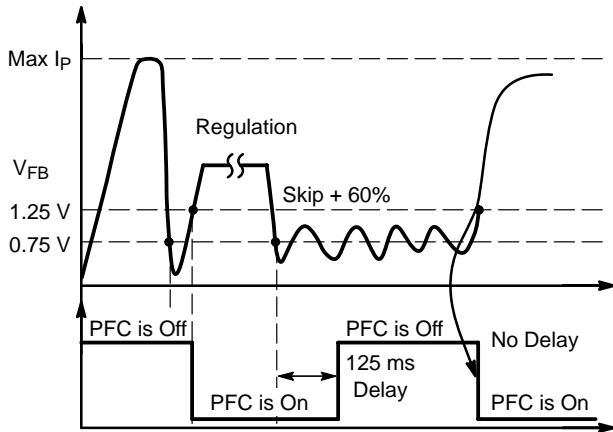 Max IP
Regulation
VFB
Skip + 60%
1.25 V
0.75 V
PFC is Off
PFC is Off
No Delay
125 ms
Delay
PFC is On
PFC is On